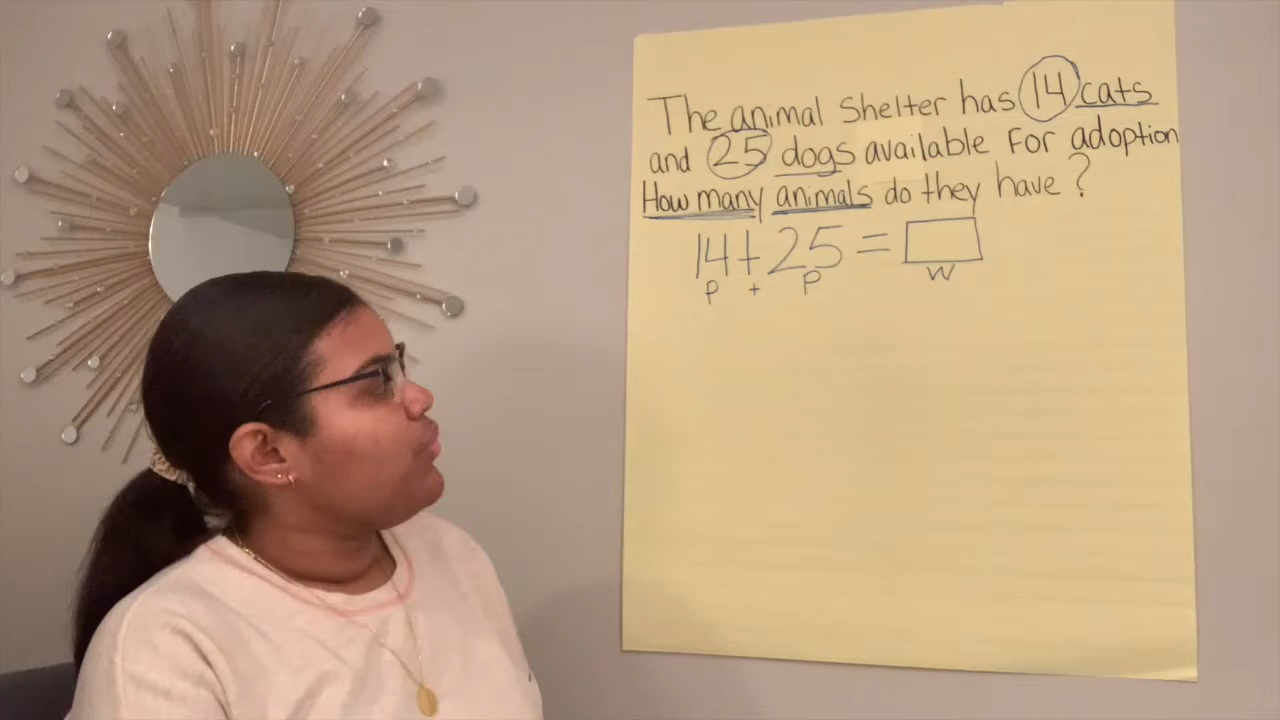 The animal Shelter has 14 cats
and 25 dogs available For adoption
How many animals do they have ?
14 + 25 =
P + P W